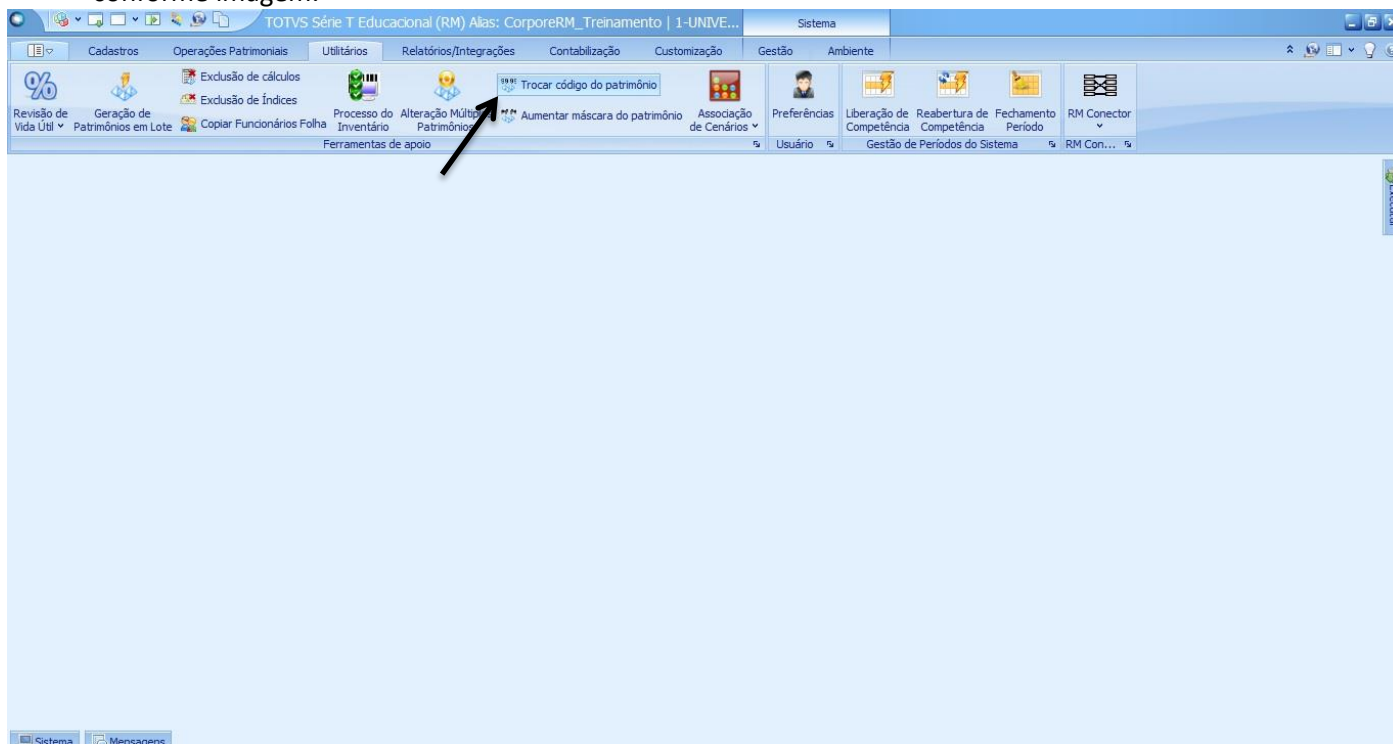 conforme imagem:
TOTVS Série T Educacional (RM) Alias: CorporeRM_Treinamento | 1-UNIVE...
Sistema
Cadastros
Operações Patrimoniais
Utilitários
Relatórios/Integrações
Contabilização
Customização
Gestão
Ambiente
Revisão de
Vida Útil
Geração de
Patrimônios em Lote
Exclusão de cálculos
Exclusão de Índices
Copiar Funcionários Folha
Processo do
Inventário
Alteração
Patrimônios
Trocar código do patrimônio
Aumentar máscara do patrimônio
Associação
de Cenários
Preferências
Liberação de
Competência
Reabertura de
Competência
Fechamento
Período
RM Conector
Ferramentas de apoio
Usuário
Gestão de Períodos do Sistema
RM Con...
Sistema
Mensagens